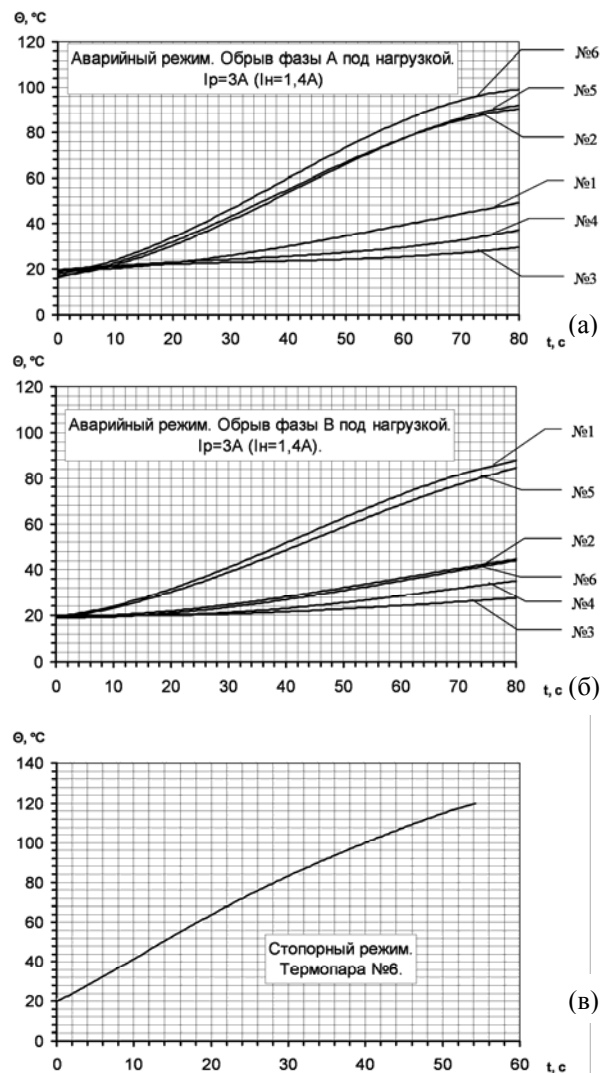 Θ, °C
120
100
80
60
40
20
0
Аварийный режим. Обрыв фазы А под нагрузкой.
Iр=3А (Iн=1,4А)
№6
№5
№2
№1
№4
№3
0 10 20 30 40 50 60 70 80
t, с
(а)
120
100
80
60
40
20
0
Аварийный режим. Обрыв фазы В под нагрузкой.
Iр=3А (Iн=1,4А).
№1
№5
№2
№6
№4
№3
0 10 20 30 40 50 60 70 80
t, с
(б)
Θ, °C
140
120
100
80
60
40
20
0
Стопорный режим.
Термопара №6.
0 10 20 30 40 50 60
t, с
(в)